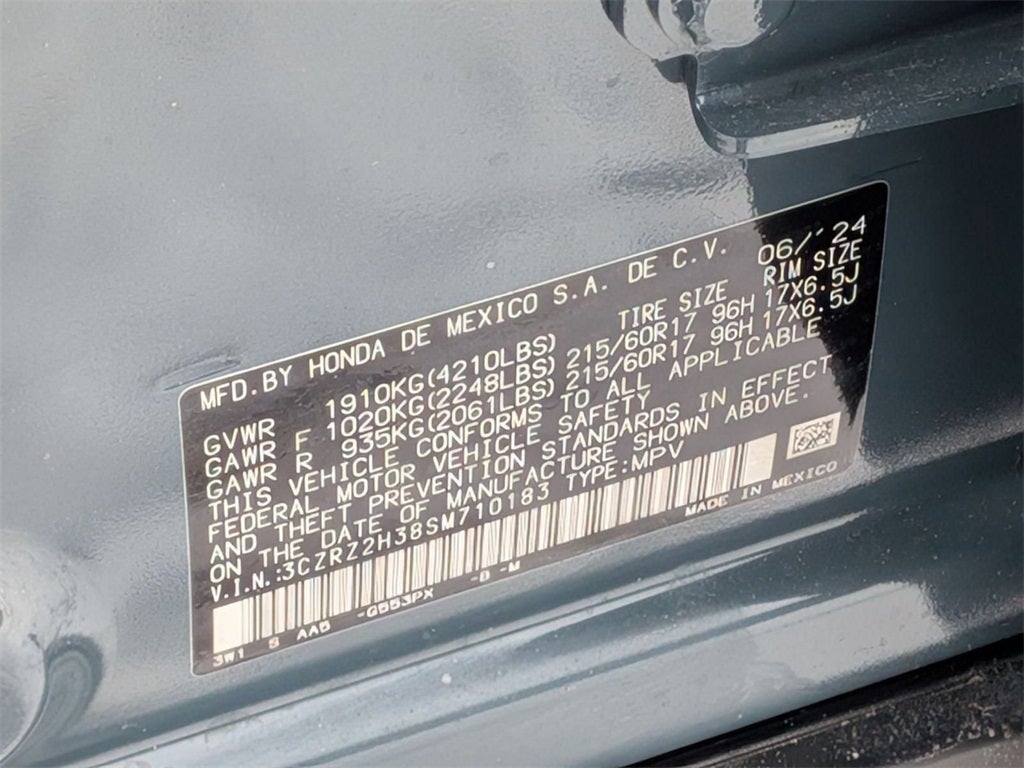 MFD. BY HONDA DE MEXICO S.A. DE C.V. 06/'24
GVWR 1910KG(4210LBS) TIRE SIZE RIM SIZE
GAWR F 1020KG(2248LBS) 215/60R17 96H 17X6.5J
GAWR R 935KG(2061LBS) 215/60R17 96H 17X6.5J
THIS VEHICLE CONFORMS TO ALL APPLICABLE
FEDERAL MOTOR VEHICLE SAFETY
AND THEFT PREVENTION STANDARDS IN EFFECT
ON THE DATE OF MANUFACTURE SHOWN ABOVE.
V.I.N.:3CZRZ2H38SM710183 TYPE:MPV
3W1 S AA5 -G553PX -D -M MADE IN MEXICO